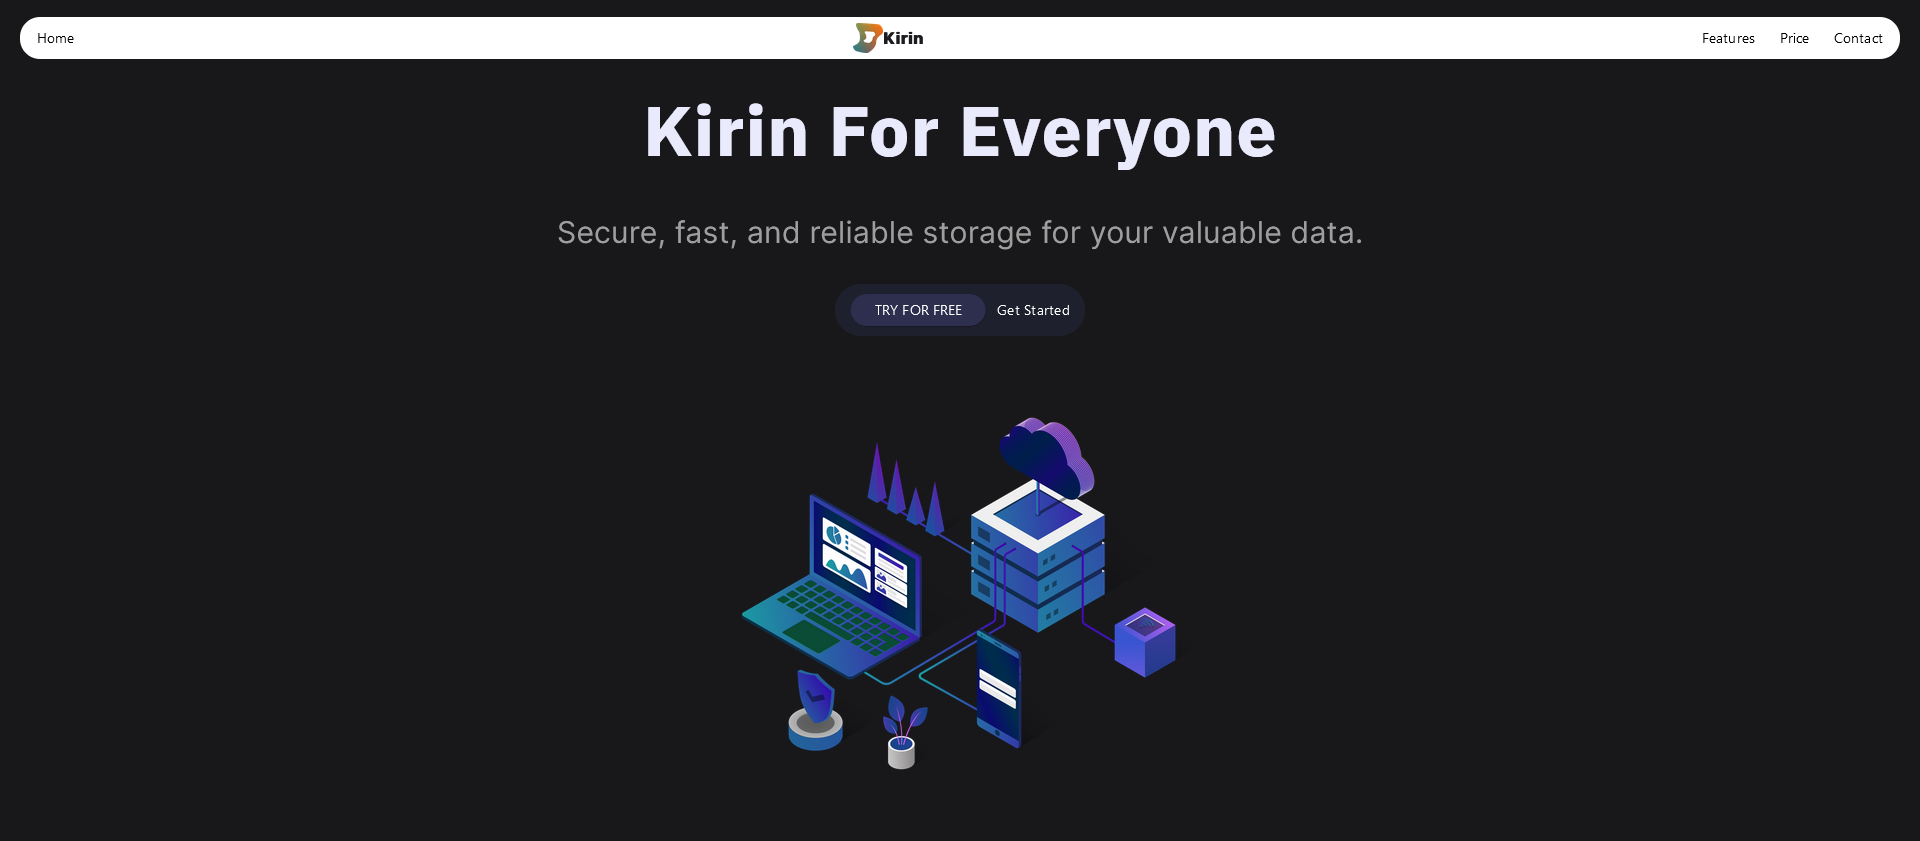 Home
Kirin
Features Price Contact
Kirin For Everyone
Secure, fast, and reliable storage for your valuable data.
TRY FOR FREE Get Started